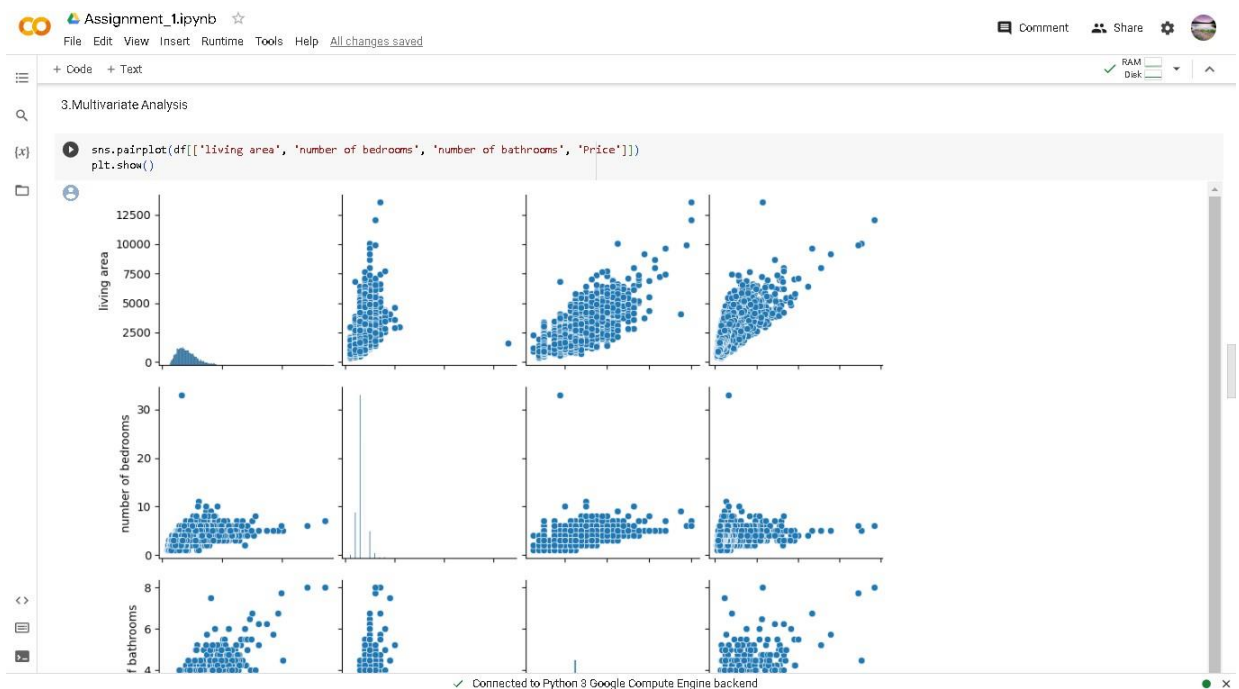 Assignment_1.ipynb
File Edit View Insert Runtime Tools Help All changes saved
Comment Share
+ Code + Text
RAM
Disk
3.Multivariate Analysis
{x}
sns.pairplot(df[['living area', 'number of bedrooms', 'number of bathrooms', 'Price']])
plt.show()
12500
10000
7500
5000
2500
0
living area
30
20
10
0
number of bedrooms
8
6
4
f bathrooms
Connected to Python 3 Google Compute Engine backend